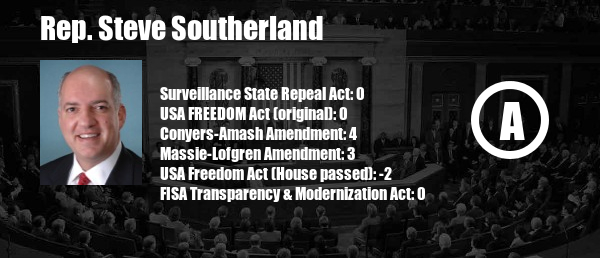 Rep. Steve Southerland
Surveillance State Repeal Act: 0
USA FREEDOM Act (original): 0
Conyers-Amash Amendment: 4
Massie-Lofgren Amendment: 3
USA Freedom Act (House passed): -2
FISA Transparency & Modernization Act: 0
A